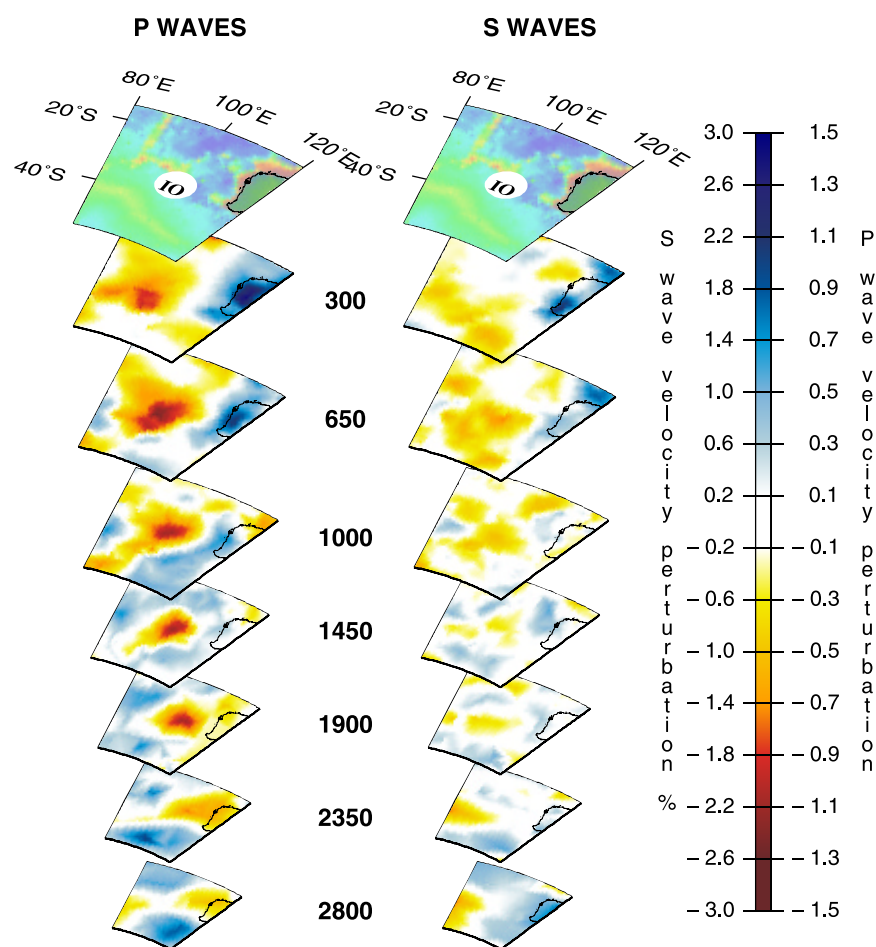 P WAVES
S WAVES
80°E
100°E
120°E
20°S
40°S
IO
80°E
100°E
120°E
20°S
40°S
IO
300
650
1000
1450
1900
2350
2800
S wave velocity perturbation %
3.0
2.6
2.2
1.8
1.4
1.0
0.6
0.2
– 0.2
– 0.6
– 1.0
– 1.4
– 1.8
– 2.2
– 2.6
– 3.0
1.5
1.3
1.1
0.9
0.7
0.5
0.3
0.1
– 0.1
– 0.3
– 0.5
– 0.7
– 0.9
– 1.1
– 1.3
– 1.5
P wave velocity perturbation